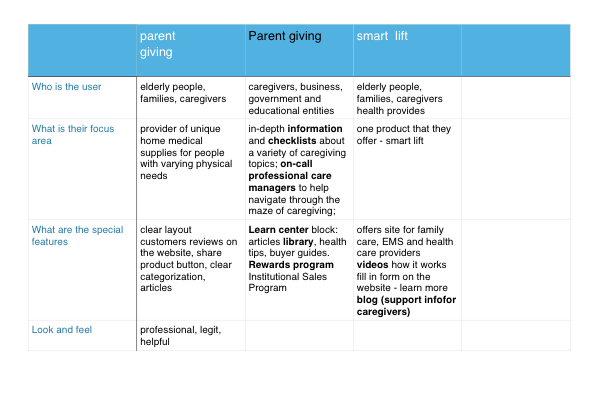 parent
giving
Parent giving
smart lift
Who is the user
elderly people,
families, caregivers
caregivers, business,
government and
educational entities
elderly people,
families, caregivers
health provides
What is their focus
area
provider of unique
home medical
supplies for people
with varying physical
needs
in-depth information
and checklists about
a variety of caregiving
topics; on-call
professional care
managers to help
navigate through the
maze of caregiving;
one product that they
offer - smart lift
What are the special
features
clear layout
customers reviews on
the website, share
product button, clear
categorization,
articles
Learn center block:
articles library, health
tips, buyer guides.
Rewards program
Institutional Sales
Program
offers site for family
care, EMS and health
care providers
videos how it works
fill in form on the
website - learn more
blog (support infofor
caregivers)
Look and feel
professional, legit,
helpful